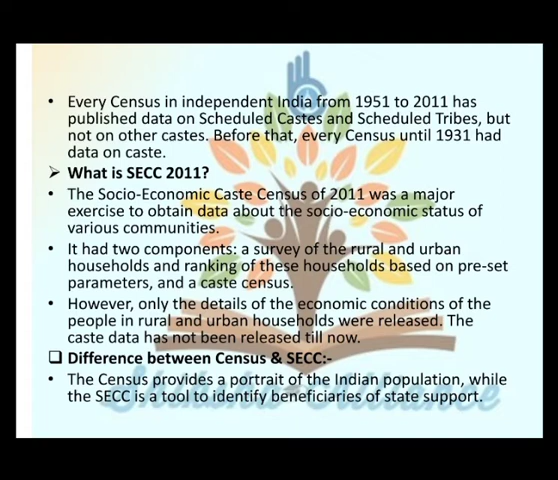 • Every Census in independent India from 1951 to 2011 has
published data on Scheduled Castes and Scheduled Tribes, but
not on other castes. Before that, every Census until 1931 had
data on caste.
➢ What is SECC 2011?
• The Socio-Economic Caste Census of 2011 was a major
exercise to obtain data about the socio-economic status of
various communities.
• It had two components: a survey of the rural and urban
households and ranking of these households based on pre-set
parameters, and a caste census.
• However, only the details of the economic conditions of the
people in rural and urban households were released. The
caste data has not been released till now.
❑ Difference between Census & SECC:-
• The Census provides a portrait of the Indian population, while
the SECC is a tool to identify beneficiaries of state support.